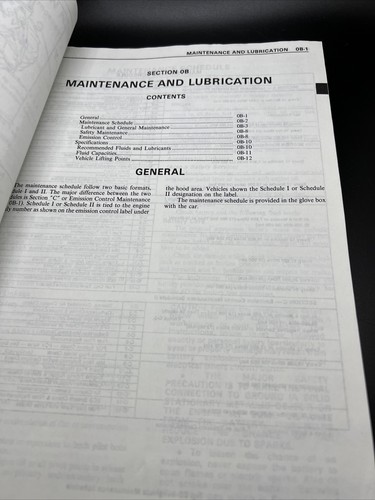 MAINTENANCE AND LUBRICATION 0B-1
SECTION 0B
MAINTENANCE AND LUBRICATION
CONTENTS
General 0B-1
Maintenance Schedule 0B-2
Lubricant and General Maintenance 0B-3
Safety Maintenance 0B-6
Emission Control 0B-8
Specifications 0B-10
Recommended Fluids and Lubricants 0B-10
Fluid Capacities 0B-11
Vehicle Lifting Points 0B-12
GENERAL
The maintenance schedule follow two basic formats,
I and II. The major difference between the two
is Section "C" or Emission Control Maintenance
0B-1). Schedule I or Schedule II is tied to the engine
number as shown on the emission control label under
the hood area. Vehicles shown the Schedule I or Schedule
II designation on the label.
The maintenance schedule is provided in the glove box
with the car.